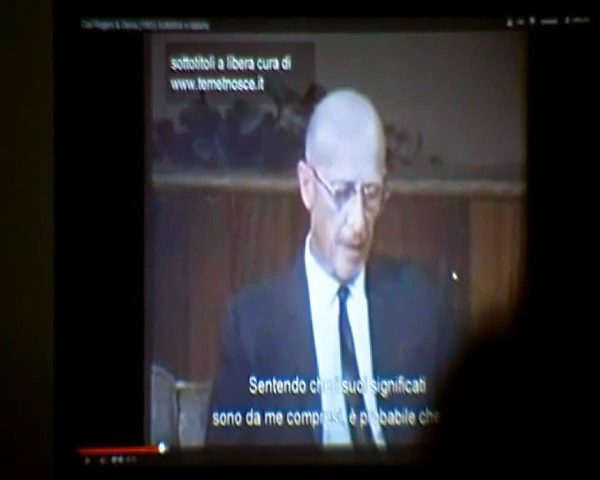 sottotitoli a libera cura di
www.temetnosce.it
Sentendo che i suoi significati
sono da me compresi, è probabile che